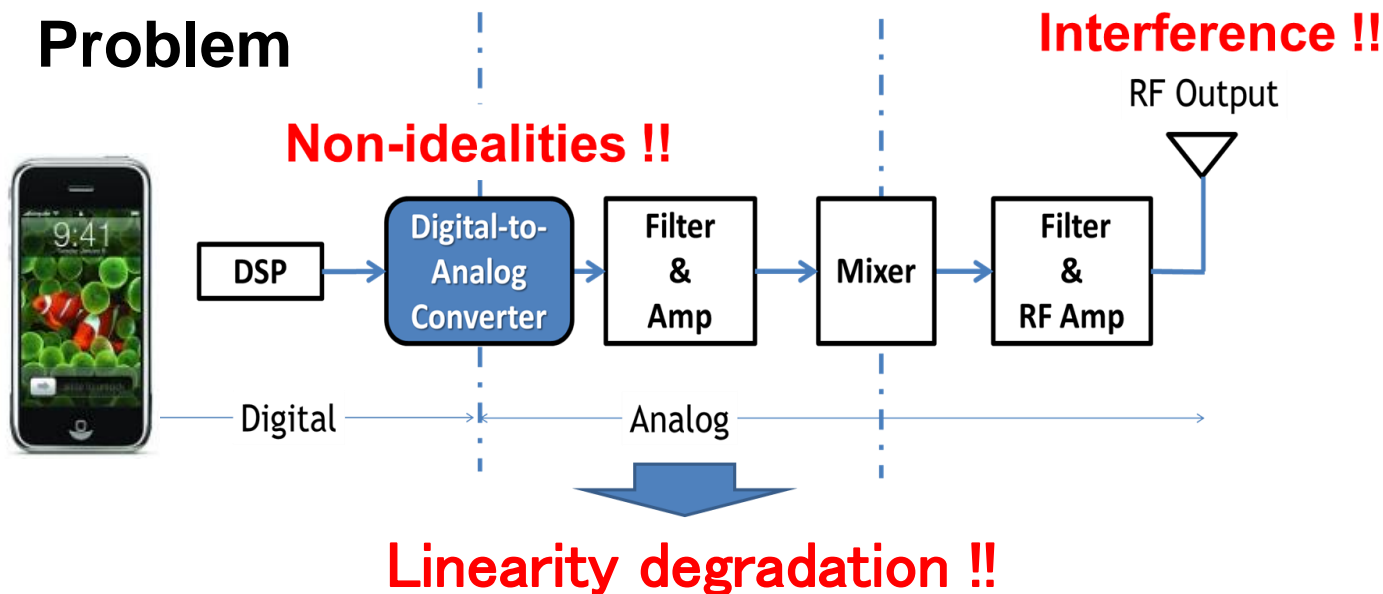 Problem
Interference !!
RF Output
Non-idealities !!
9:41
DSP
Digital-to-
Analog
Converter
Filter
&
Amp
Mixer
Filter
&
RF Amp
Digital
Analog
Linearity degradation !!